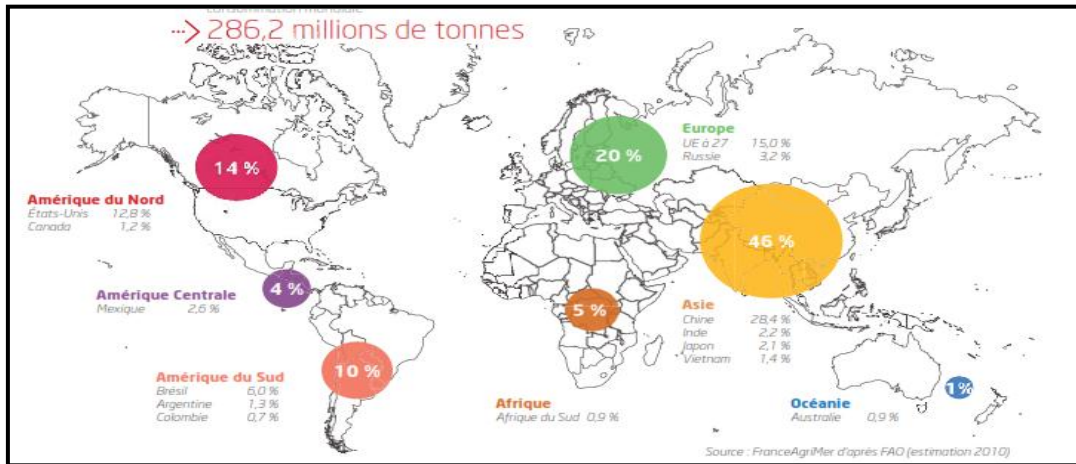 consommation mondiale
286,2 millions de tonnes
14 %
Amérique du Nord
États-Unis 12,8 %
Canada 1,2 %
20 %
Europe
UE à 27 15,0 %
Russie 3,2 %
4 %
Amérique Centrale
Mexique 2,6 %
46 %
Asie
Chine 28,4 %
Inde 2,2 %
Japon 2,1 %
Vietnam 1,4 %
10 %
Amérique du Sud
Brésil 6,0 %
Argentine 1,3 %
Colombie 0,7 %
5 %
Afrique
Afrique du Sud 0,9 %
1%
Océanie
Australie 0,9 %
Source : FranceAgriMer d'après FAO (estimation 2010)